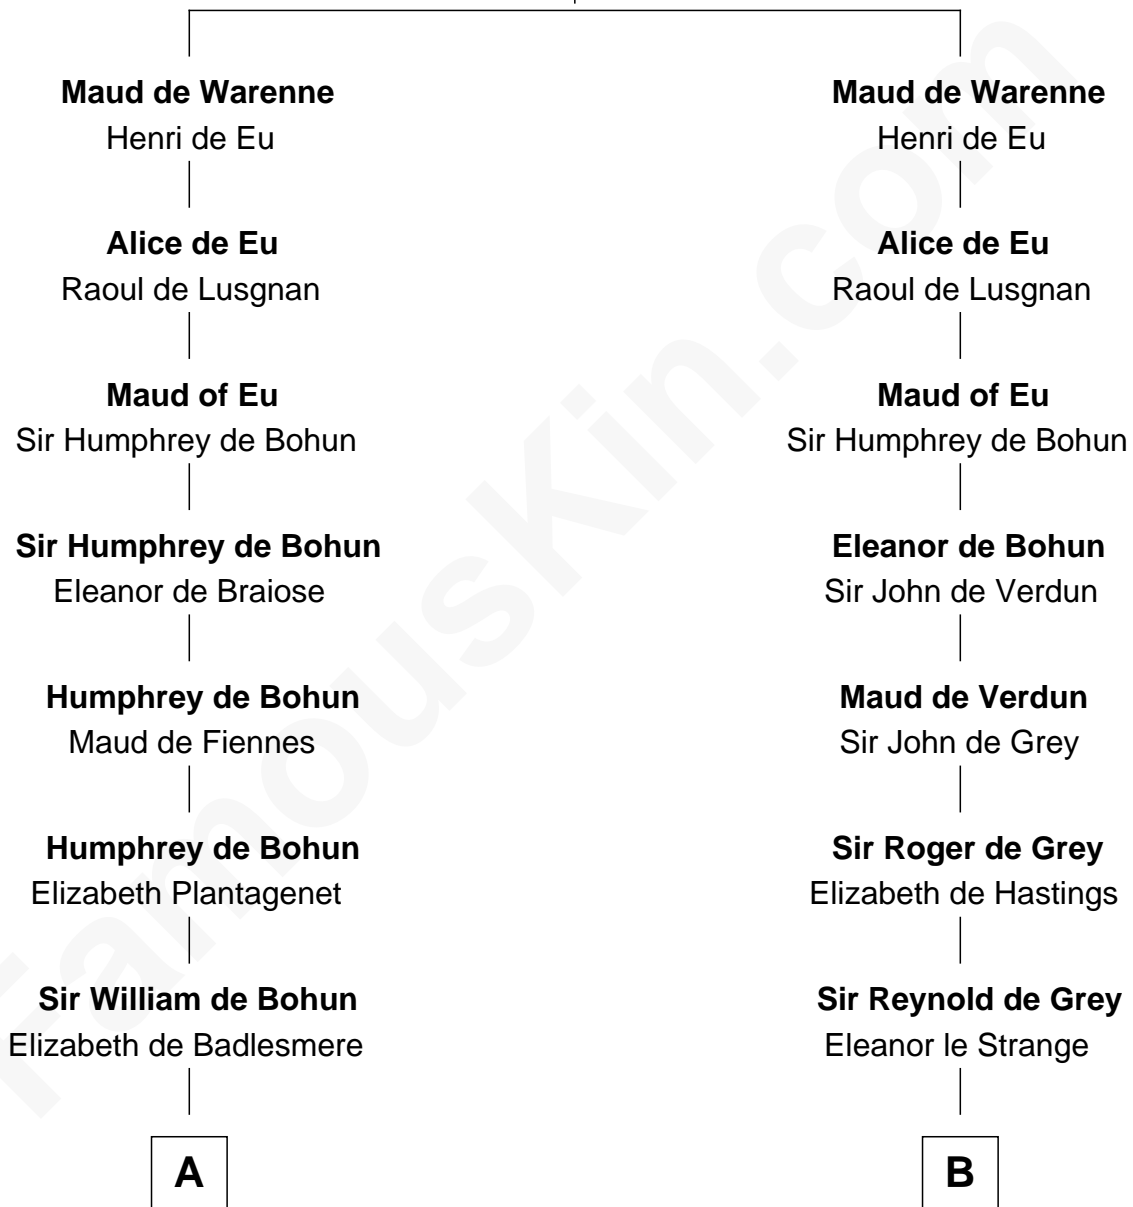 Maud de Warenne
Henri de Eu
Alice de Eu
Raoul de Lusgnan
Maud of Eu
Sir Humphrey de Bohun
Sir Humphrey de Bohun
Eleanor de Braiose
Humphrey de Bohun
Maud de Fiennes
Humphrey de Bohun
Elizabeth Plantagenet
Sir William de Bohun
Elizabeth de Badlesmere
A
Maud de Warenne
Henri de Eu
Alice de Eu
Raoul de Lusgnan
Maud of Eu
Sir Humphrey de Bohun
Eleanor de Bohun
Sir John de Verdun
Maud de Verdun
Sir John de Grey
Sir Roger de Grey
Elizabeth de Hastings
Sir Reynold de Grey
Eleanor le Strange
B
FamousKin.com